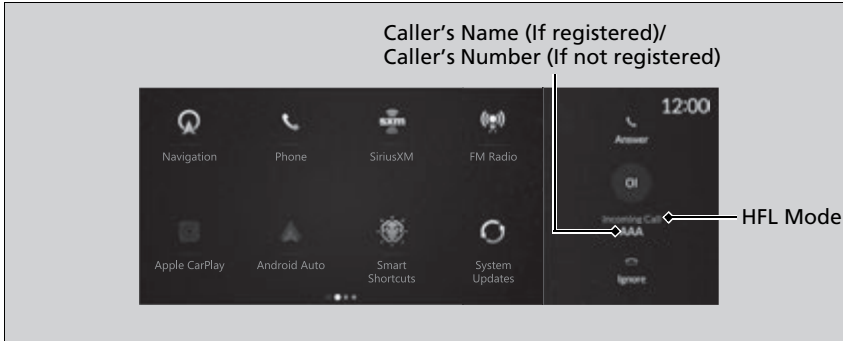 Caller’s Name (If registered)/
Caller’s Number (If not registered)
12:00
Navigation
Phone
SiriusXM
FM Radio
Answer
Incoming Call
AAA
HFL Mode
Apple CarPlay
Android Auto
Smart
Shortcuts
System
Updates
Ignore